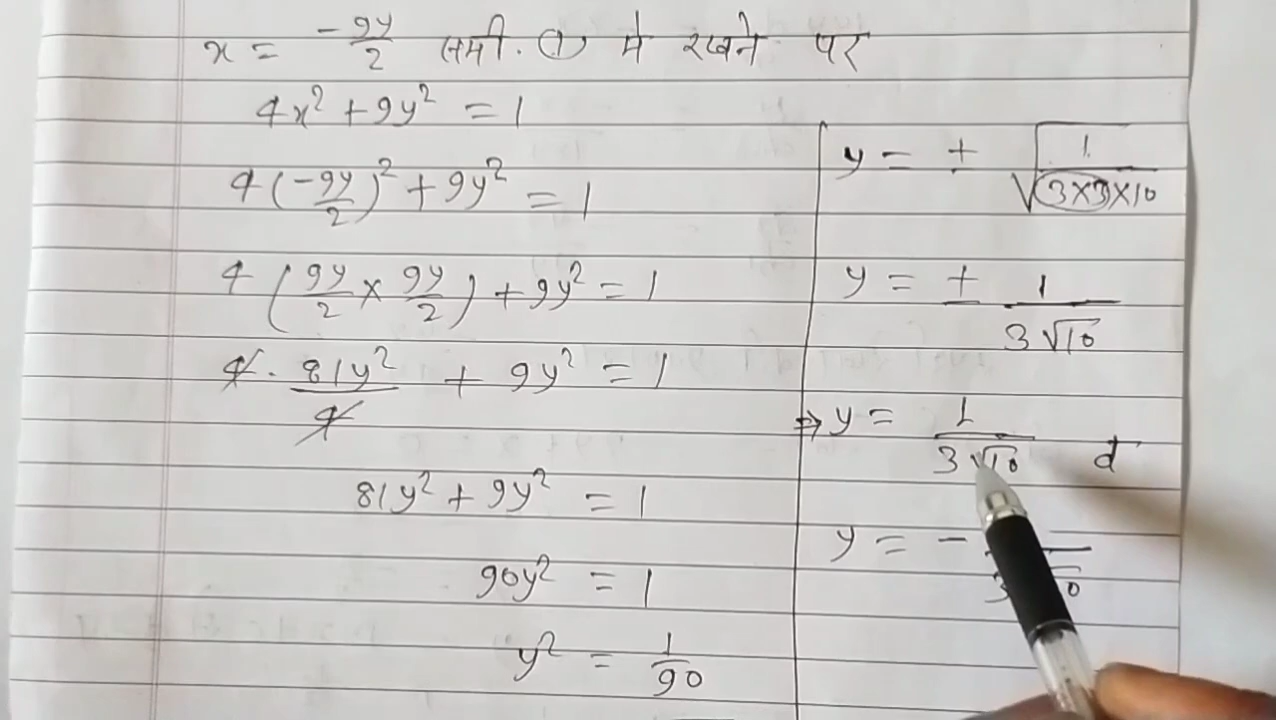 x = -9y/2 समी. ① मे रखने पर
4x² + 9y² = 1
4(-9y/2)² + 9y² = 1
4(9y/2 × 9y/2) + 9y² = 1
4 · 81y²/4 + 9y² = 1
81y² + 9y² = 1
90y² = 1
y² = 1/90
y = ± √(1/(3×3×10))
y = ± 1/(3√10)
⇒ y = 1/(3√10)
y = -